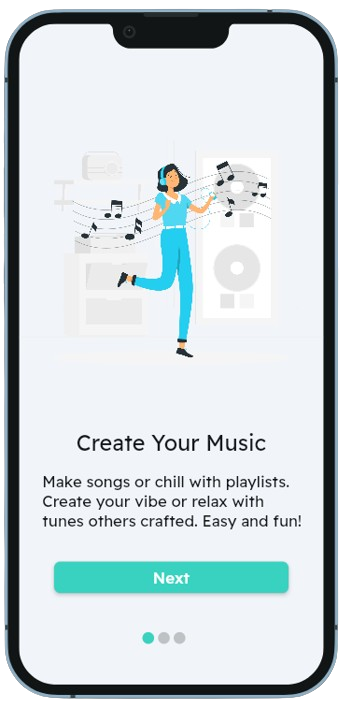 Create Your Music
Make songs or chill with playlists.
Create your vibe or relax with
tunes others crafted. Easy and fun!
Next